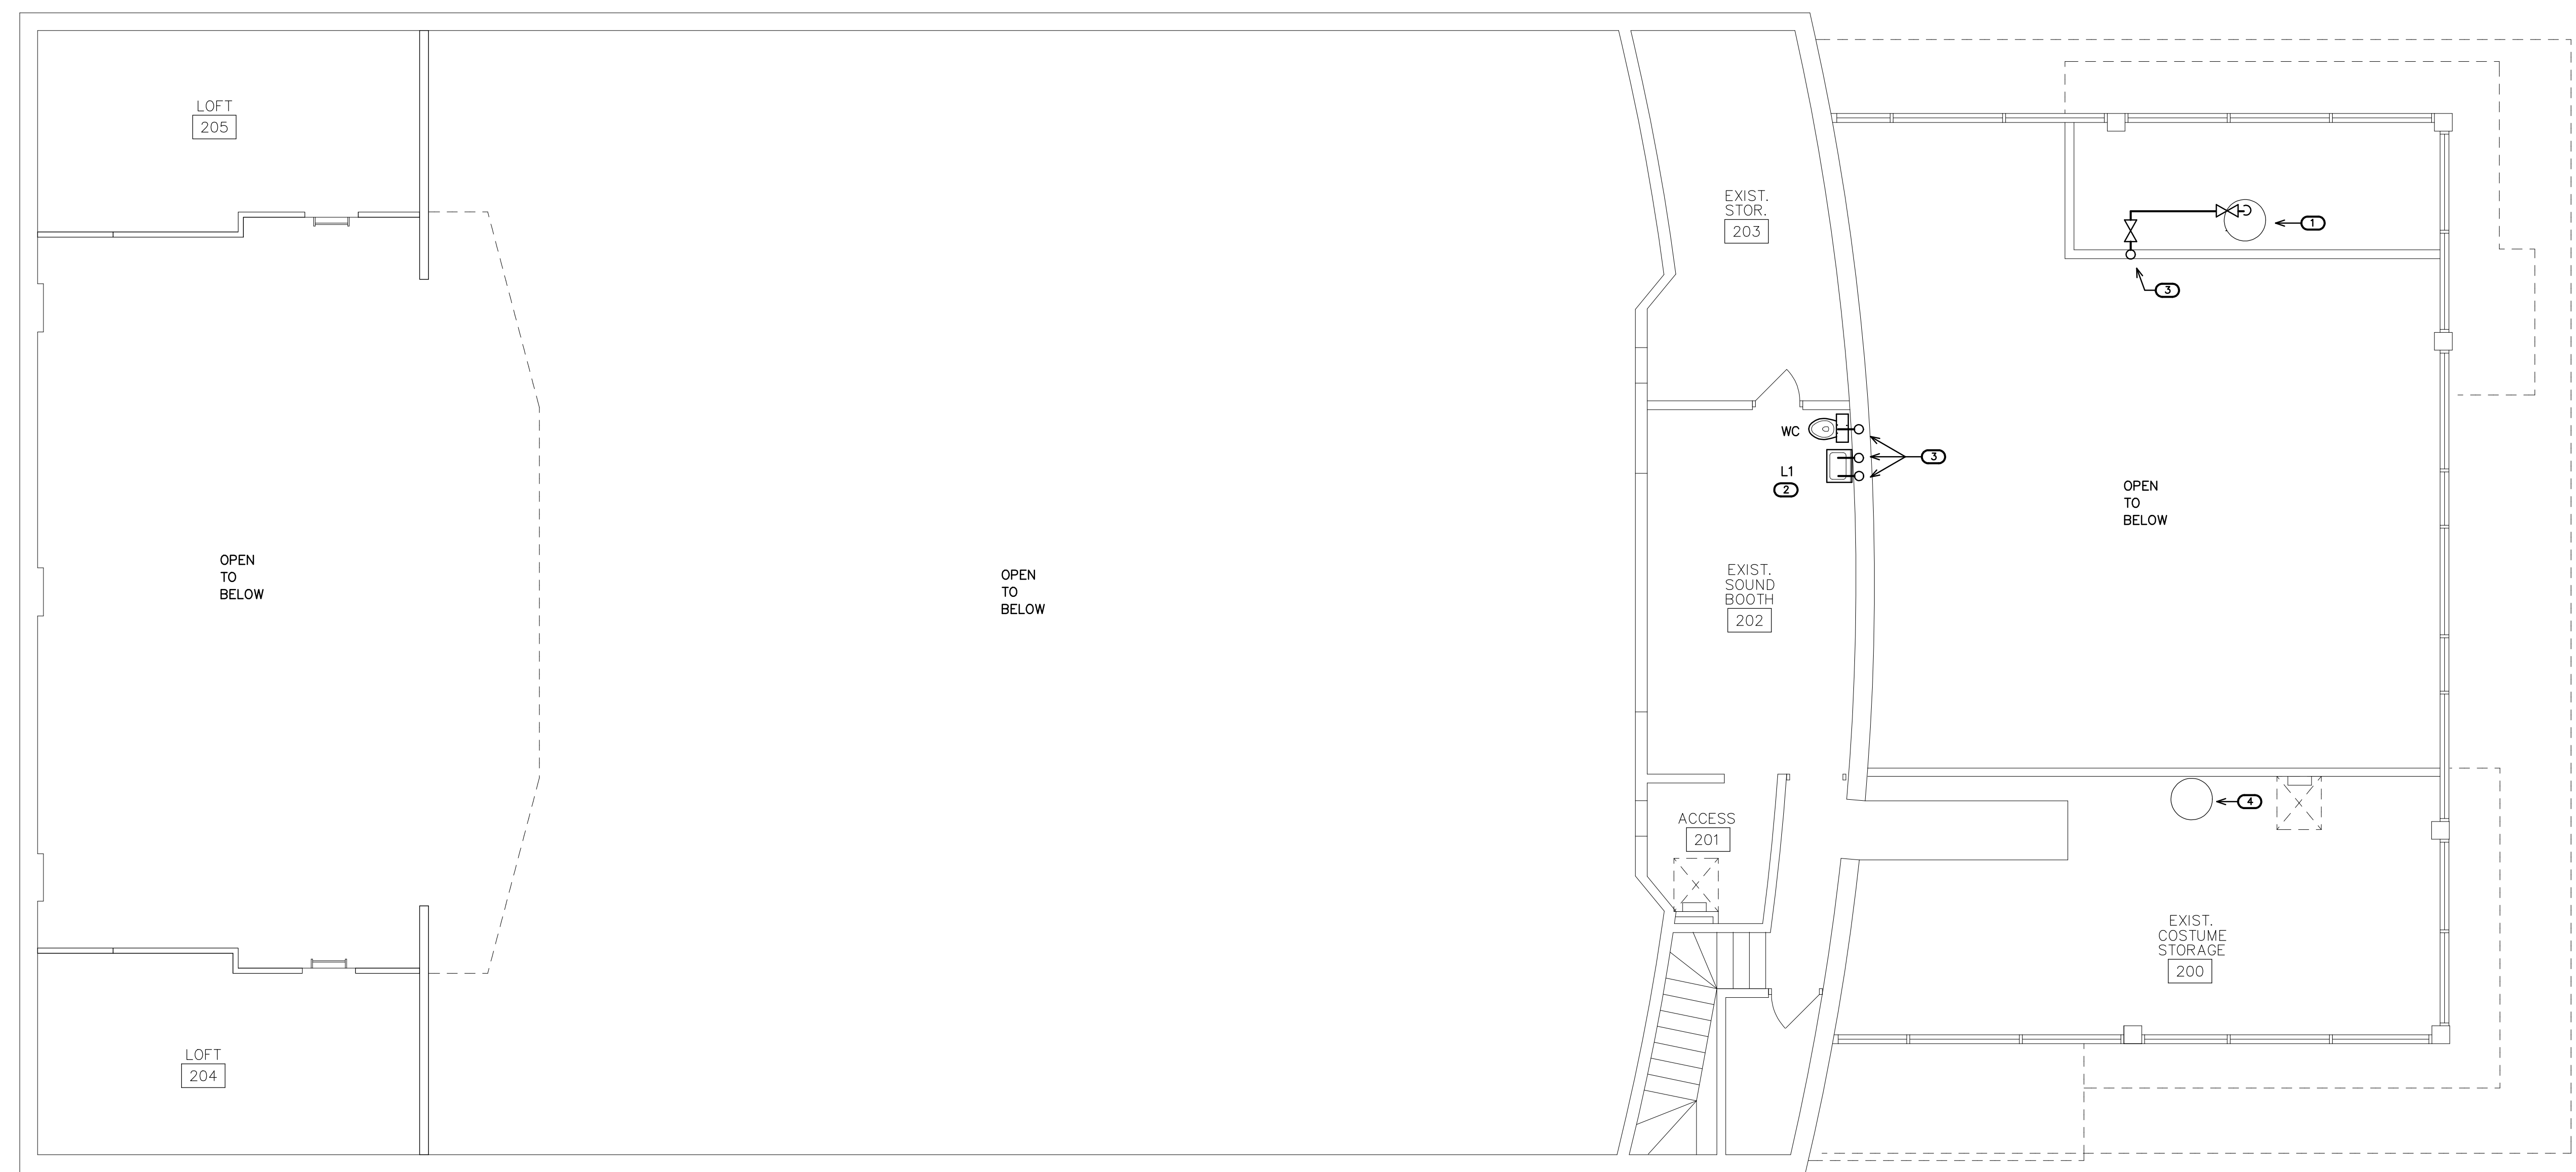 LOFT
205
EXIST.
STOR.
203
1
3
WC
3
L1
2
OPEN
TO
BELOW
OPEN
TO
BELOW
OPEN
TO
BELOW
EXIST.
SOUND
BOOTH
202
ACCESS
201
4
EXIST.
COSTUME
STORAGE
200
LOFT
204